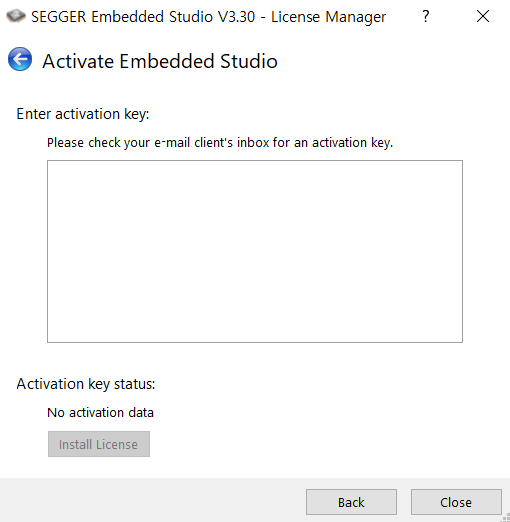 SEGGER Embedded Studio V3.30 - License Manager ?
Activate Embedded Studio
Enter activation key:
Please check your e-mail client's inbox for an activation key.
Activation key status:
No activation data
Install License
Back Close